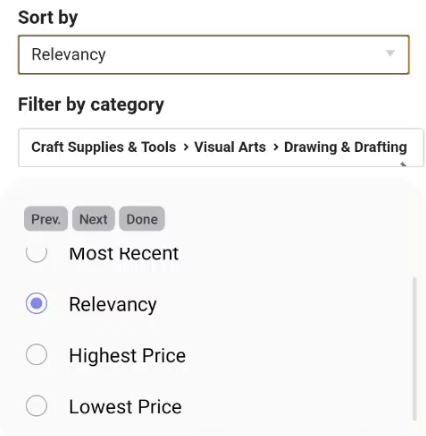 Sort by
Relevancy
Filter by category
Craft Supplies & Tools › Visual Arts › Drawing & Drafting
Prev. Next Done
Most Recent
Relevancy
Highest Price
Lowest Price